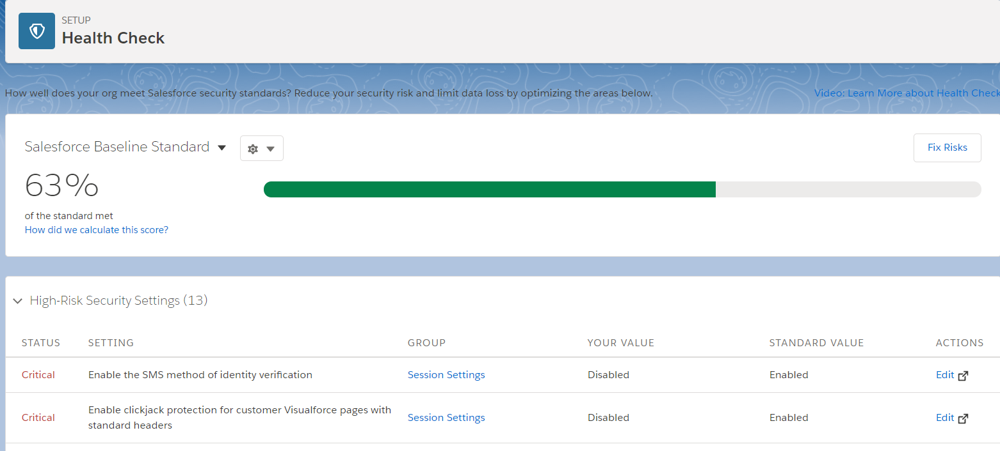 SETUP
Health Check
How well does your org meet Salesforce security standards? Reduce your security risk and limit data loss by optimizing the areas below.
Video: Learn More about Health Check
Salesforce Baseline Standard
Fix Risks
63%
of the standard met
How did we calculate this score?
High-Risk Security Settings (13)
STATUS SETTING GROUP YOUR VALUE STANDARD VALUE ACTIONS
Critical Enable the SMS method of identity verification Session Settings Disabled Enabled Edit
Enable clickjack protection for customer Visualforce pages with
Critical Session Settings Disabled Enabled Edit
standard headers